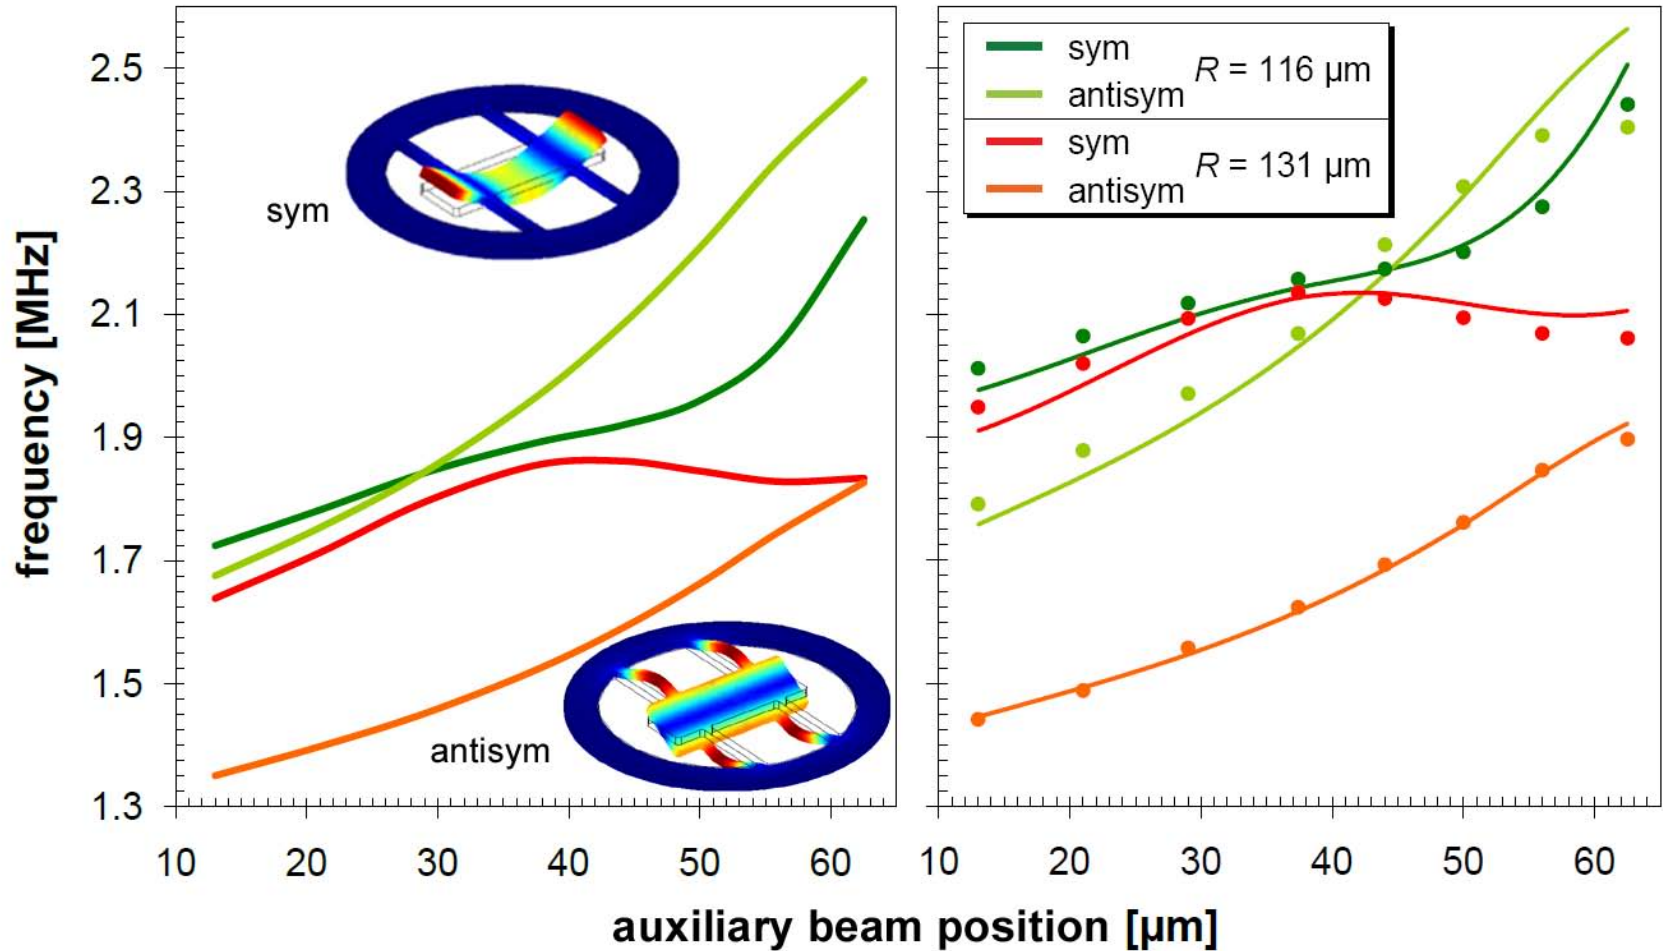 frequency [MHz]
2.5
2.3
2.1
1.9
1.7
1.5
1.3
sym
antisym
10 20 30 40 50 60
sym
antisym
R = 116 µm
sym
antisym
R = 131 µm
10 20 30 40 50 60
auxiliary beam position [µm]